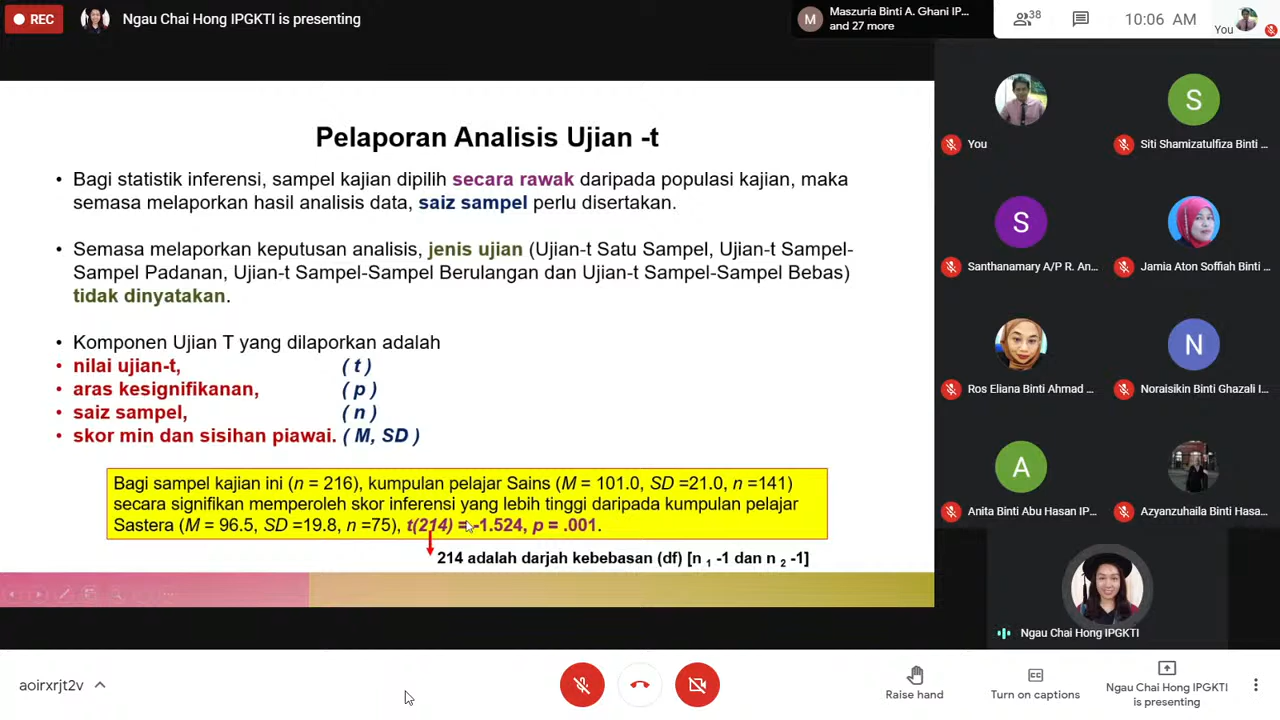 REC
Ngau Chai Hong IPGKTI is presenting
M
Maszuria Binti A. Ghani IP...
and 27 more
38
10:06 AM
You
Pelaporan Analisis Ujian -t
• Bagi statistik inferensi, sampel kajian dipilih secara rawak daripada populasi kajian, maka
semasa melaporkan hasil analisis data, saiz sampel perlu disertakan.
• Semasa melaporkan keputusan analisis, jenis ujian (Ujian-t Satu Sampel, Ujian-t Sampel-
Sampel Padanan, Ujian-t Sampel-Sampel Berulangan dan Ujian-t Sampel-Sampel Bebas)
tidak dinyatakan.
• Komponen Ujian T yang dilaporkan adalah
• nilai ujian-t, ( t )
• aras kesignifikanan, ( p )
• saiz sampel, ( n )
• skor min dan sisihan piawai. ( M, SD )
Bagi sampel kajian ini (n = 216), kumpulan pelajar Sains (M = 101.0, SD =21.0, n =141)
secara signifikan memperoleh skor inferensi yang lebih tinggi daripada kumpulan pelajar
Sastera (M = 96.5, SD =19.8, n =75), t(214) = -1.524, p = .001.
214 adalah darjah kebebasan (df) [n 1 -1 dan n 2 -1]
You
S
Siti Shamizatulfiza Binti ...
S
Santhanamary A/P R. An...
Jamia Aton Soffiah Binti ...
Ros Eliana Binti Ahmad ...
N
Noraisikin Binti Ghazali I...
A
Anita Binti Abu Hasan IP...
Azyanzuhaila Binti Hasa...
Ngau Chai Hong IPGKTI
aoirxrjt2v
Raise hand
Turn on captions
Ngau Chai Hong IPGKTI
is presenting